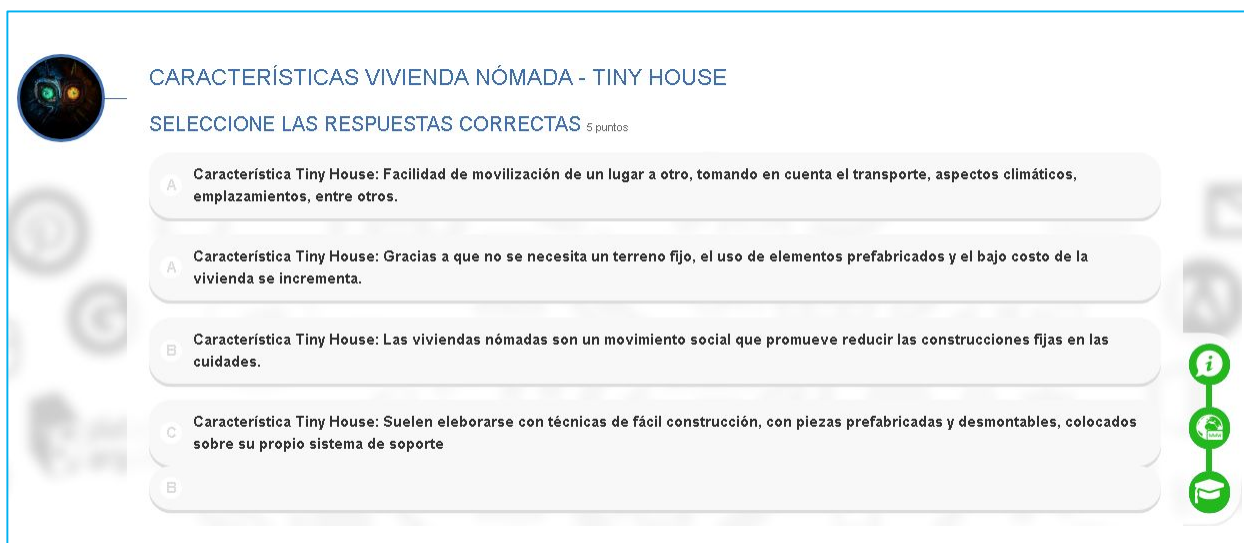 CARACTERÍSTICAS VIVIENDA NÓMADA - TINY HOUSE
SELECCIONE LAS RESPUESTAS CORRECTAS 5 puntos
A
Característica Tiny House: Facilidad de movilización de un lugar a otro, tomando en cuenta el transporte, aspectos climáticos,
emplazamientos, entre otros.
A
Característica Tiny House: Gracias a que no se necesita un terreno fijo, el uso de elementos prefabricados y el bajo costo de la
vivienda se incrementa.
B
Característica Tiny House: Las viviendas nómadas son un movimiento social que promueve reducir las construcciones fijas en las
cuidades.
C
Característica Tiny House: Suelen eleborarse con técnicas de fácil construcción, con piezas prefabricadas y desmontables, colocados
sobre su propio sistema de soporte
B